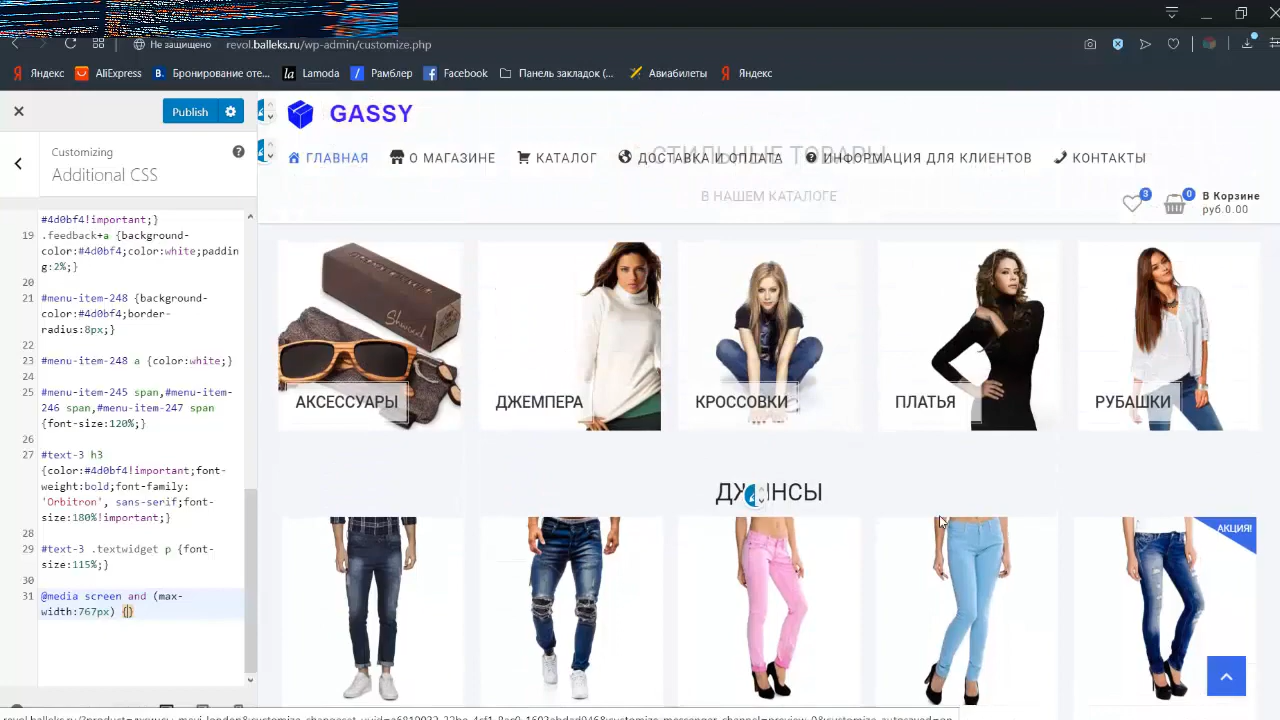 Не защищено revol.balleks.ru/wp-admin/customize.php
Яндекс AliExpress B. Бронирование оте... la Lamoda Рамблер Facebook Панель закладок (... Авиабилеты Яндекс
Publish
Customizing
Additional CSS
#4d0bf4!important;}
19 .feedback+a {background-
color:#4d0bf4;color:white;paddin
g:2%;}
20
21 #menu-item-248 {background-
color:#4d0bf4;border-
radius:8px;}
22
23 #menu-item-248 a {color:white;}
24
25 #menu-item-245 span,#menu-item-
246 span,#menu-item-247 span
{font-size:120%;}
26
27 #text-3 h3
{color:#4d0bf4!important;font-
weight:bold;font-family:
'Orbitron', sans-serif;font-
size:180%!important;}
28
29 #text-3 .textwidget p {font-
size:115%;}
30
31 @media screen and (max-
width:767px) {}
GASSY
ГЛАВНАЯ О МАГАЗИНЕ КАТАЛОГ ДОСТАВКА И ОПЛАТА ИНФОРМАЦИЯ ДЛЯ КЛИЕНТОВ КОНТАКТЫ
СТИЛЬНЫЕ ТОВАРЫ
В НАШЕМ КАТАЛОГЕ
3 0 В Корзине
руб.0.00
Shwood
АКСЕССУАРЫ ДЖЕМПЕРА КРОССОВКИ ПЛАТЬЯ РУБАШКИ
ДЖИНСЫ
АКЦИЯ!